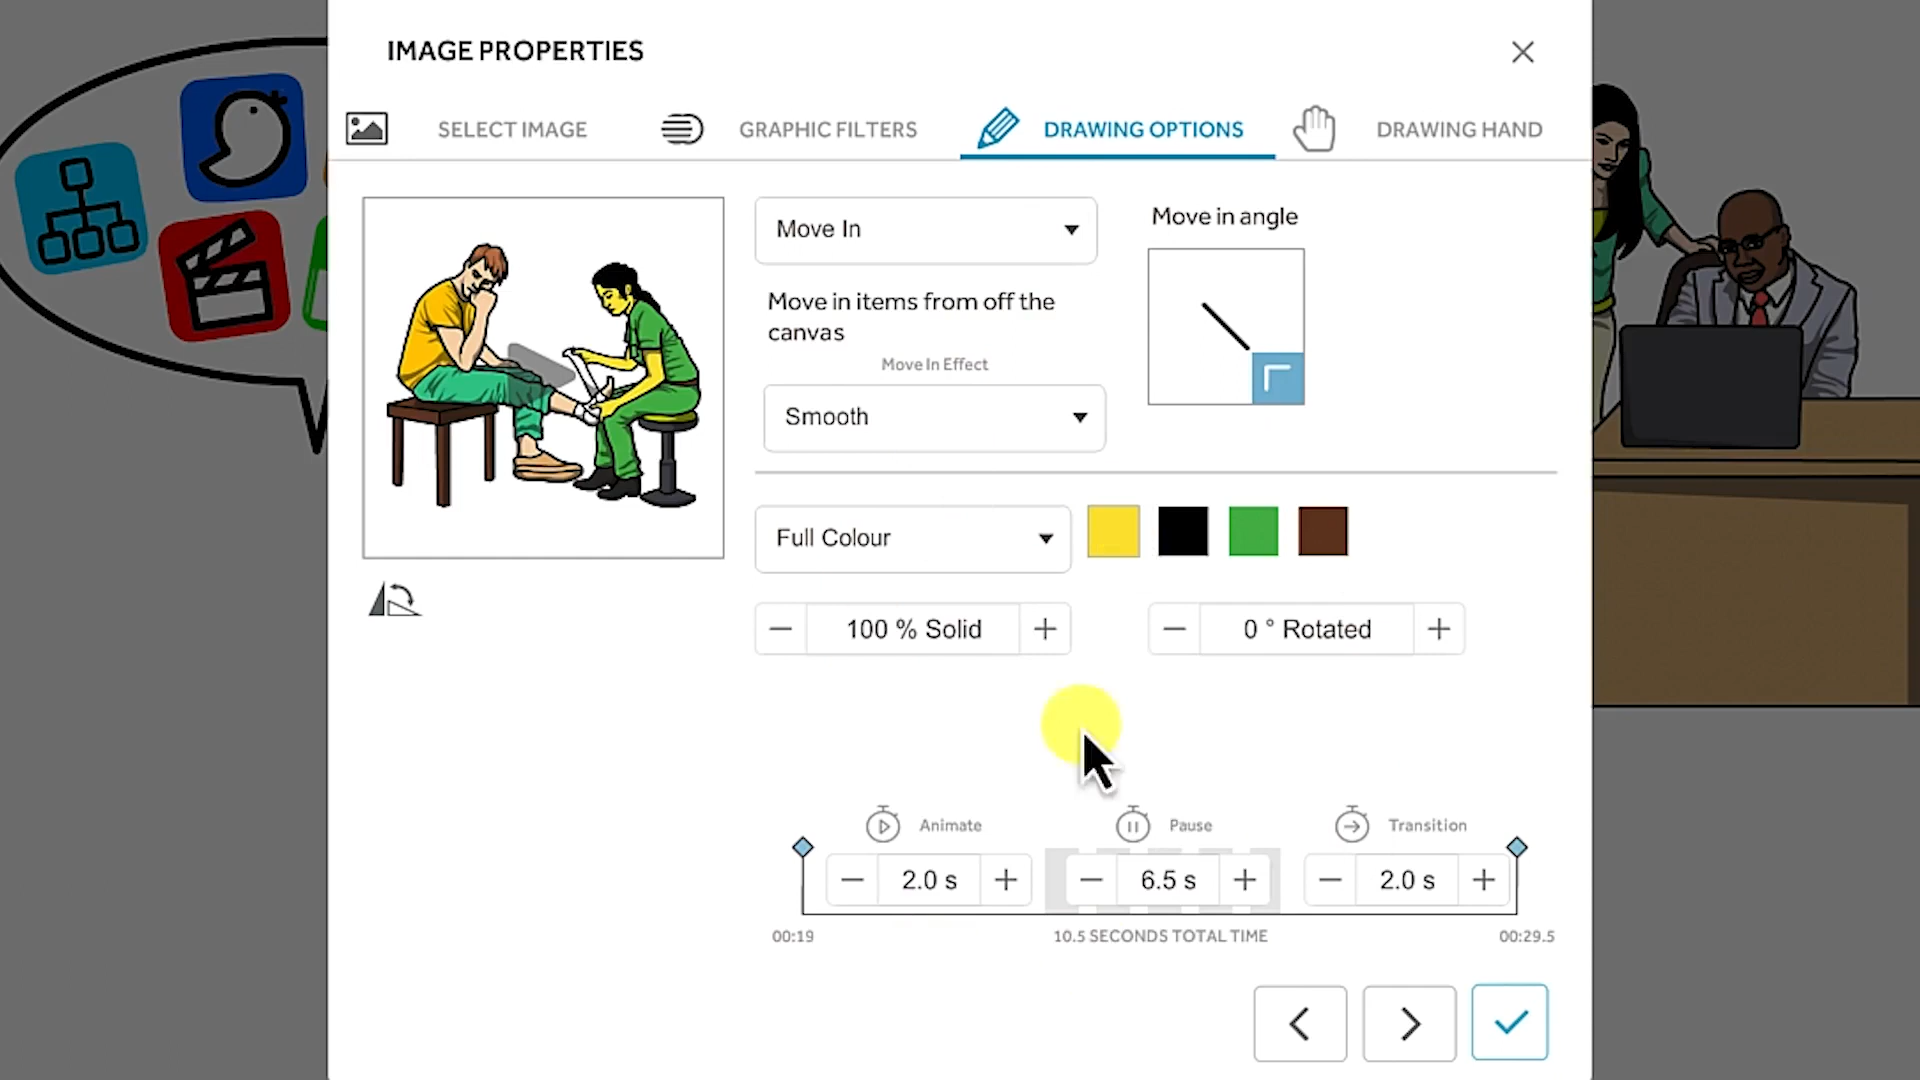 IMAGE PROPERTIES
SELECT IMAGE
GRAPHIC FILTERS
DRAWING OPTIONS
DRAWING HAND
Move In
Move in angle
Move in items from off the
canvas
Move In Effect
Smooth
Full Colour
100 % Solid
0 ° Rotated
Animate
Pause
Transition
2.0 s
6.5 s
2.0 s
00:19
10.5 SECONDS TOTAL TIME
00:29.5